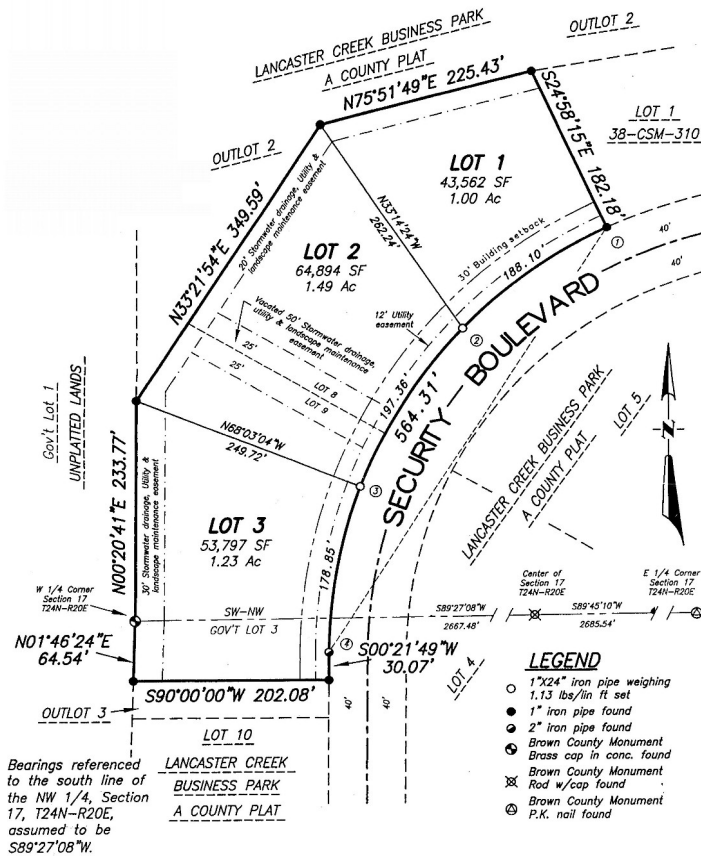 LANCASTER CREEK BUSINESS PARK
A COUNTY PLAT
OUTLOT 2
N75°51'49"E 225.43'
S24°58'15"E 182.18'
LOT 1
38-CSM-310
OUTLOT 2
LOT 1
43,562 SF
1.00 Ac
N33°14'24"W
262.24'
N33°21'54"E 349.59'
20' Stormwater drainage, Utility &
landscape maintenance easement
LOT 2
64,894 SF
1.49 Ac
30' Building setback
188.10'
1
40'
40'
12' Utility
easement
2
Vacated 50' Stormwater drainage,
utility & landscape maintenance
easement
25'
25'
LOT 8
LOT 9
197.36'
564.31'
SECURITY BOULEVARD
Gov't Lot 1
UNPLATTED LANDS
N68°03'04"W
249.72'
3
LANCASTER CREEK BUSINESS PARK
A COUNTY PLAT
LOT 5
N
N00°20'41"E 233.77'
30' Stormwater drainage, Utility &
landscape maintenance easement
LOT 3
53,797 SF
1.23 Ac
178.85'
W 1/4 Corner
Section 17
T24N-R20E
SW-NW
GOV'T LOT 3
Center of
Section 17
T24N-R20E
E 1/4 Corner
Section 17
T24N-R20E
S89°27'08"W
2667.48'
S89°45'10"W
2685.54'
N01°46'24"E
64.54'
4
S00°21'49"W
30.07'
LOT 4
S90°00'00"W 202.08'
40'
40'
OUTLOT 3
LOT 10
LANCASTER CREEK
BUSINESS PARK
A COUNTY PLAT
Bearings referenced
to the south line of
the NW 1/4, Section
17, T24N-R20E,
assumed to be
S89°27'08"W.
LEGEND
1"X24" iron pipe weighing
1.13 lbs/lin ft set
1" iron pipe found
2" iron pipe found
Brown County Monument
Brass cap in conc. found
Brown County Monument
Rod w/cap found
Brown County Monument
P.K. nail found